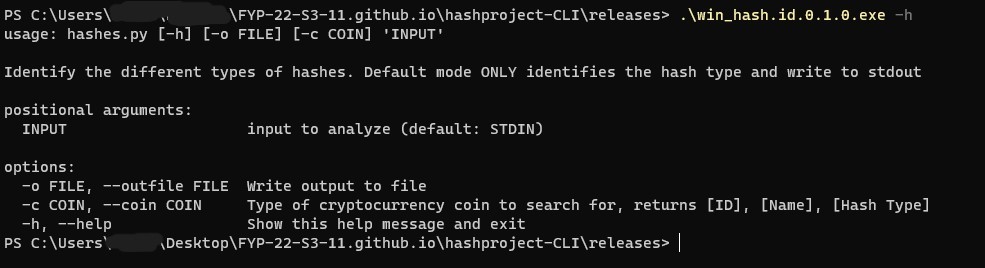 PS C:\Users\ \ \FYP-22-S3-11.github.io\hashproject-CLI\releases> .\win_hash.id.0.1.0.exe -h
usage: hashes.py [-h] [-o FILE] [-c COIN] 'INPUT'
Identify the different types of hashes. Default mode ONLY identifies the hash type and write to stdout
positional arguments:
INPUT input to analyze (default: STDIN)
options:
-o FILE, --outfile FILE Write output to file
-c COIN, --coin COIN Type of cryptocurrency coin to search for, returns [ID], [Name], [Hash Type]
-h, --help Show this help message and exit
PS C:\Users\ \Desktop\FYP-22-S3-11.github.io\hashproject-CLI\releases>